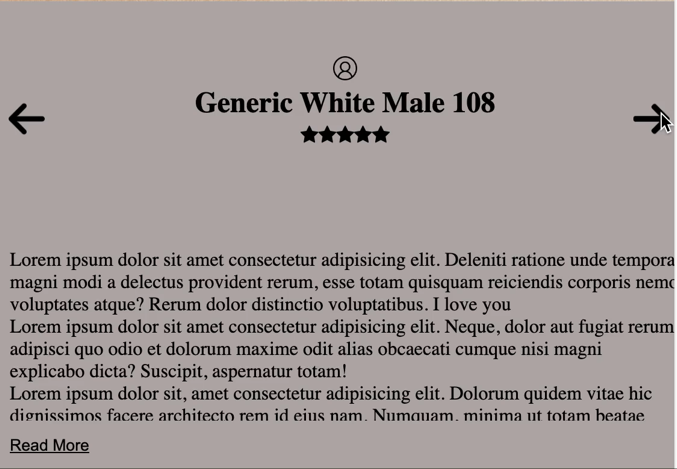 Generic White Male 108
Lorem ipsum dolor sit amet consectetur adipisicing elit. Deleniti ratione unde tempora
magni modi a delectus provident rerum, esse totam quisquam reiciendis corporis nemo
voluptates atque? Rerum dolor distinctio voluptatibus. I love you
Lorem ipsum dolor sit amet consectetur adipisicing elit. Neque, dolor aut fugiat rerum
adipisci quo odio et dolorum maxime odit alias obcaecati cumque nisi magni
explicabo dicta? Suscipit, aspernatur totam!
Lorem ipsum dolor sit, amet consectetur adipisicing elit. Dolorum quidem vitae hic
dignissimos facere architecto rem id eius nam. Numquam, minima ut totam beatae
Read More